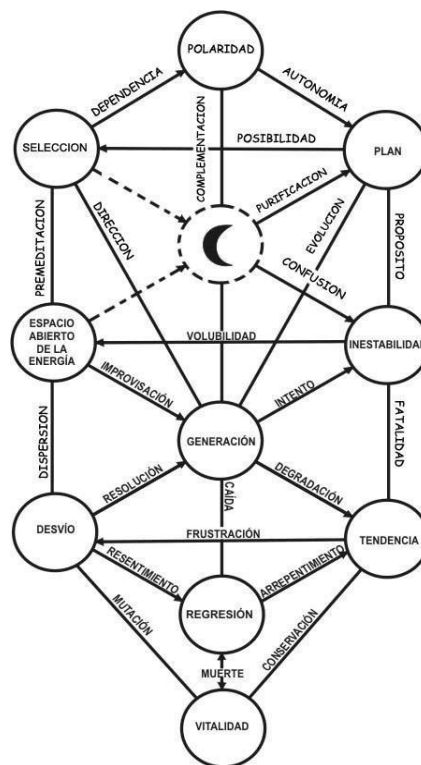 POLARIDAD
DEPENDENCIA
AUTONOMIA
COMPLEMENTACION
SELECCION
POSIBILIDAD
PLAN
PURIFICACION
PREMEDITACION
DIRECCION
EVOLUCION
PROPOSITO
CONFUSION
ESPACIO
ABIERTO
DE LA
ENERGÍA
VOLUBILIDAD
INESTABILIDAD
IMPROVISACIÓN
INTENTO
DISPERSION
GENERACIÓN
FATALIDAD
RESOLUCIÓN
CAÍDA
DEGRADACIÓN
DESVÍO
FRUSTRACIÓN
TENDENCIA
RESENTIMIENTO
ARREPENTIMIENTO
REGRESIÓN
MUTACIÓN
CONSERVACIÓN
MUERTE
VITALIDAD